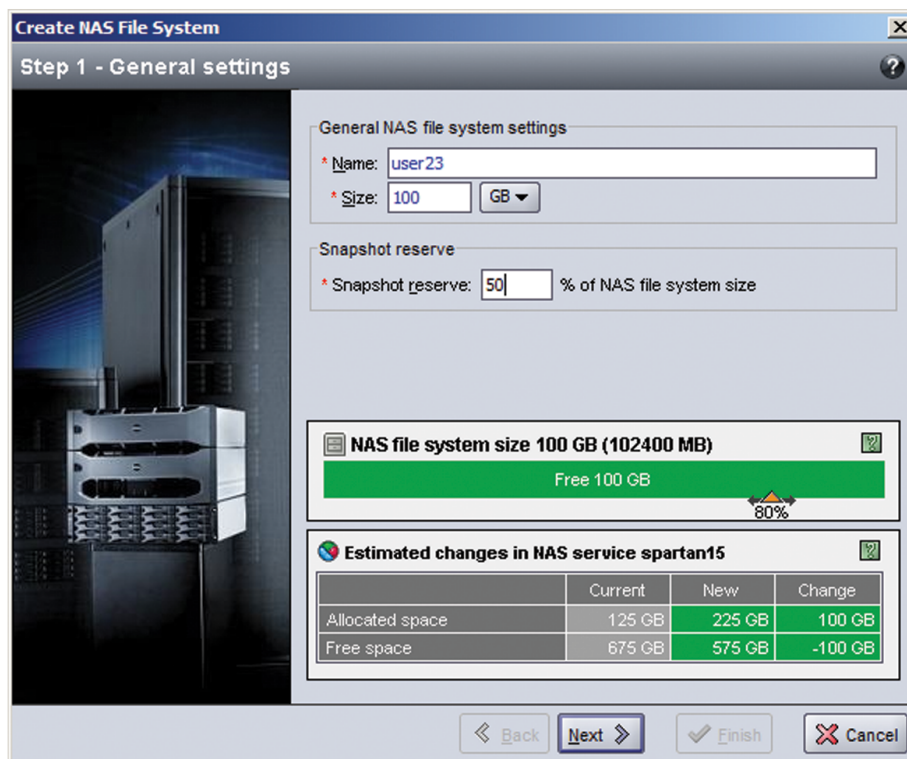 Create NAS File System
Step 1 - General settings
General NAS file system settings
* Name: user23
* Size: 100 GB
Snapshot reserve
* Snapshot reserve: 50 % of NAS file system size
NAS file system size 100 GB (102400 MB)
Free 100 GB
80%
Estimated changes in NAS service spartan15
Current New Change
Allocated space 125 GB 225 GB 100 GB
Free space 675 GB 575 GB -100 GB
Back Next Finish Cancel